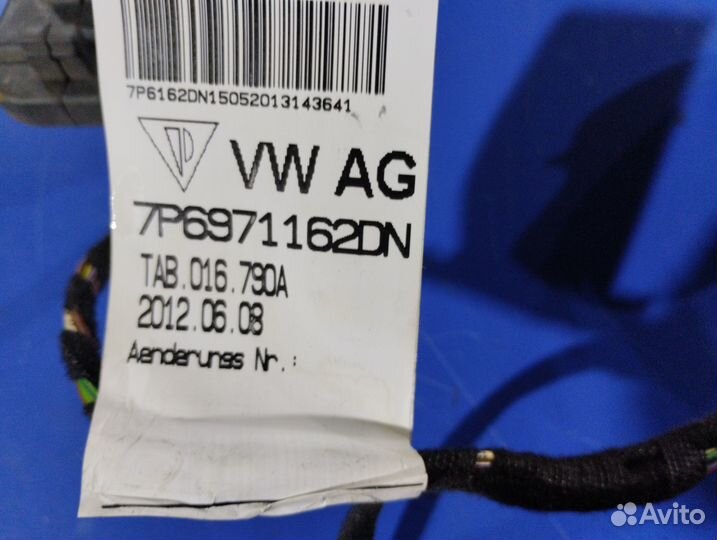 7P6162DN15052013143641
VW AG
7P6971162DN
TAB.016.790A
2012.06.08
Aenderungs Nr.:
Avito